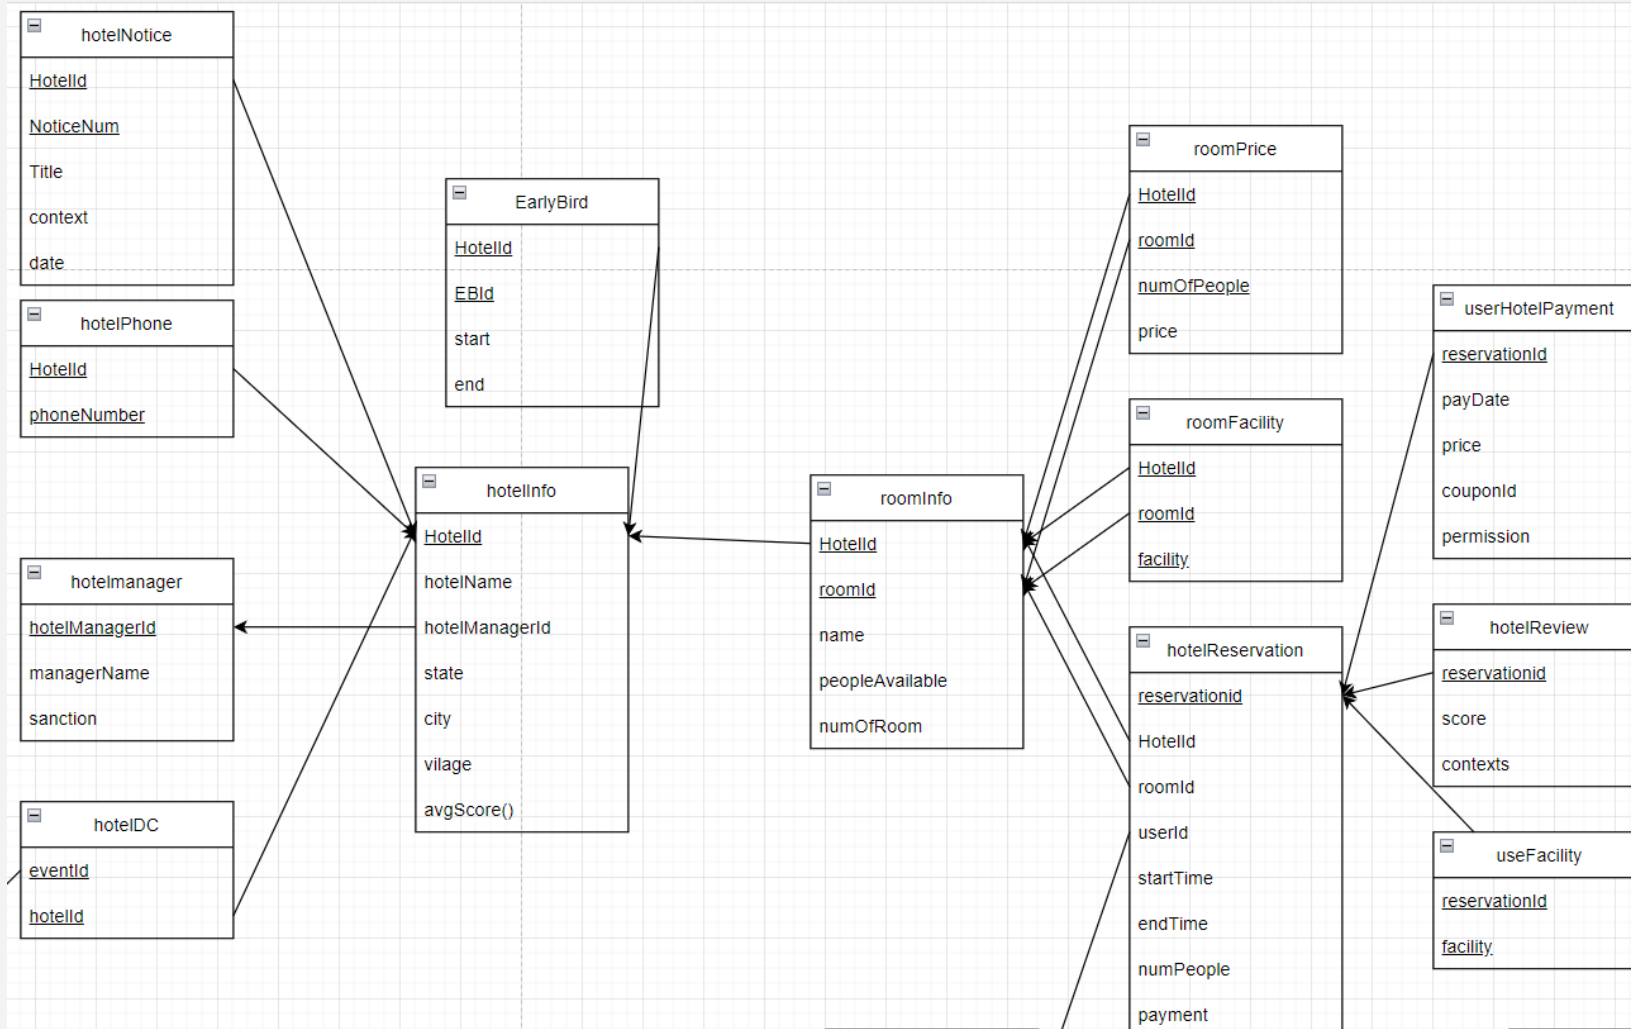 hotelNotice
HotelId
NoticeNum
Title
context
date
hotelPhone
HotelId
phoneNumber
hotelmanager
hotelManagerId
managerName
sanction
hotelDC
eventId
hotelId
EarlyBird
HotelId
EBId
start
end
hotelInfo
HotelId
hotelName
hotelManagerId
state
city
vilage
avgScore()
roomInfo
HotelId
roomId
name
peopleAvailable
numOfRoom
roomPrice
HotelId
roomId
numOfPeople
price
roomFacility
HotelId
roomId
facility
hotelReservation
reservationid
HotelId
roomId
userId
startTime
endTime
numPeople
payment
userHotelPayment
reservationId
payDate
price
couponId
permission
hotelReview
reservationid
score
contexts
useFacility
reservationId
facility